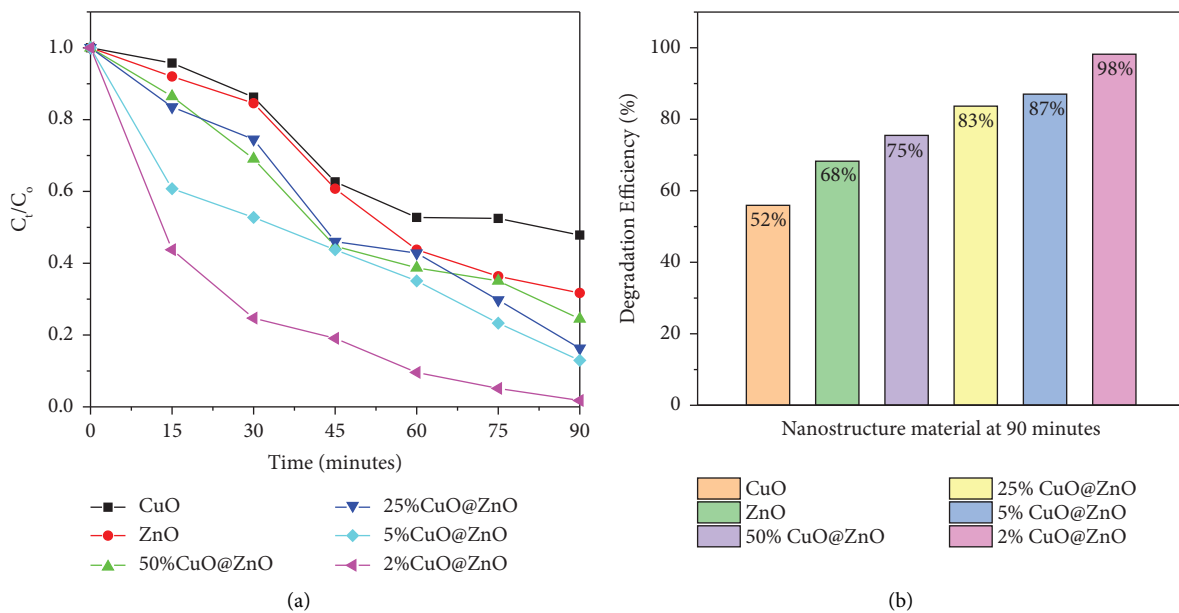 1.0
0.8
0.6
0.4
0.2
0.0
Ct/Co
0 15 30 45 60 75 90
Time (minutes)
CuO
ZnO
50%CuO@ZnO
25%CuO@ZnO
5%CuO@ZnO
2%CuO@ZnO
(a)
100
80
60
40
20
0
Degradation Efficiency (%)
52%
68%
75%
83%
87%
98%
Nanostructure material at 90 minutes
CuO
ZnO
50% CuO@ZnO
25% CuO@ZnO
5% CuO@ZnO
2% CuO@ZnO
(b)